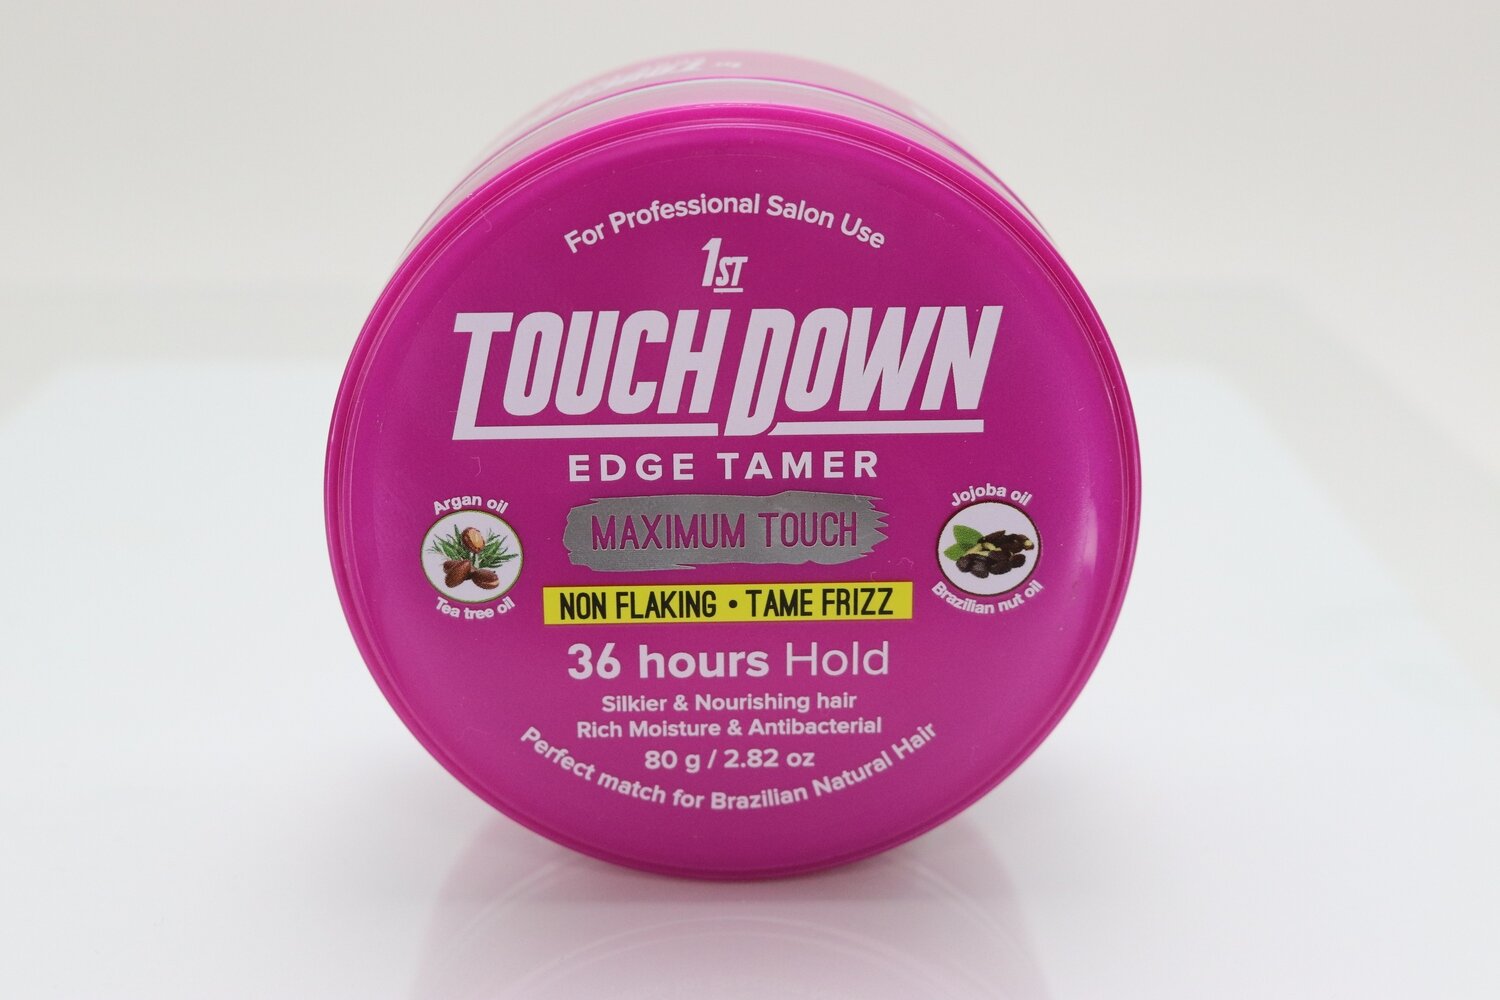 For Professional Salon Use
1ST
TOUCH DOWN
EDGE TAMER
Argan oil
Tea tree oil
MAXIMUM TOUCH
Jojoba oil
Brazilian nut oil
NON FLAKING • TAME FRIZZ
36 hours Hold
Silkier & Nourishing hair
Rich Moisture & Antibacterial
80 g / 2.82 oz
Perfect match for Brazilian Natural Hair